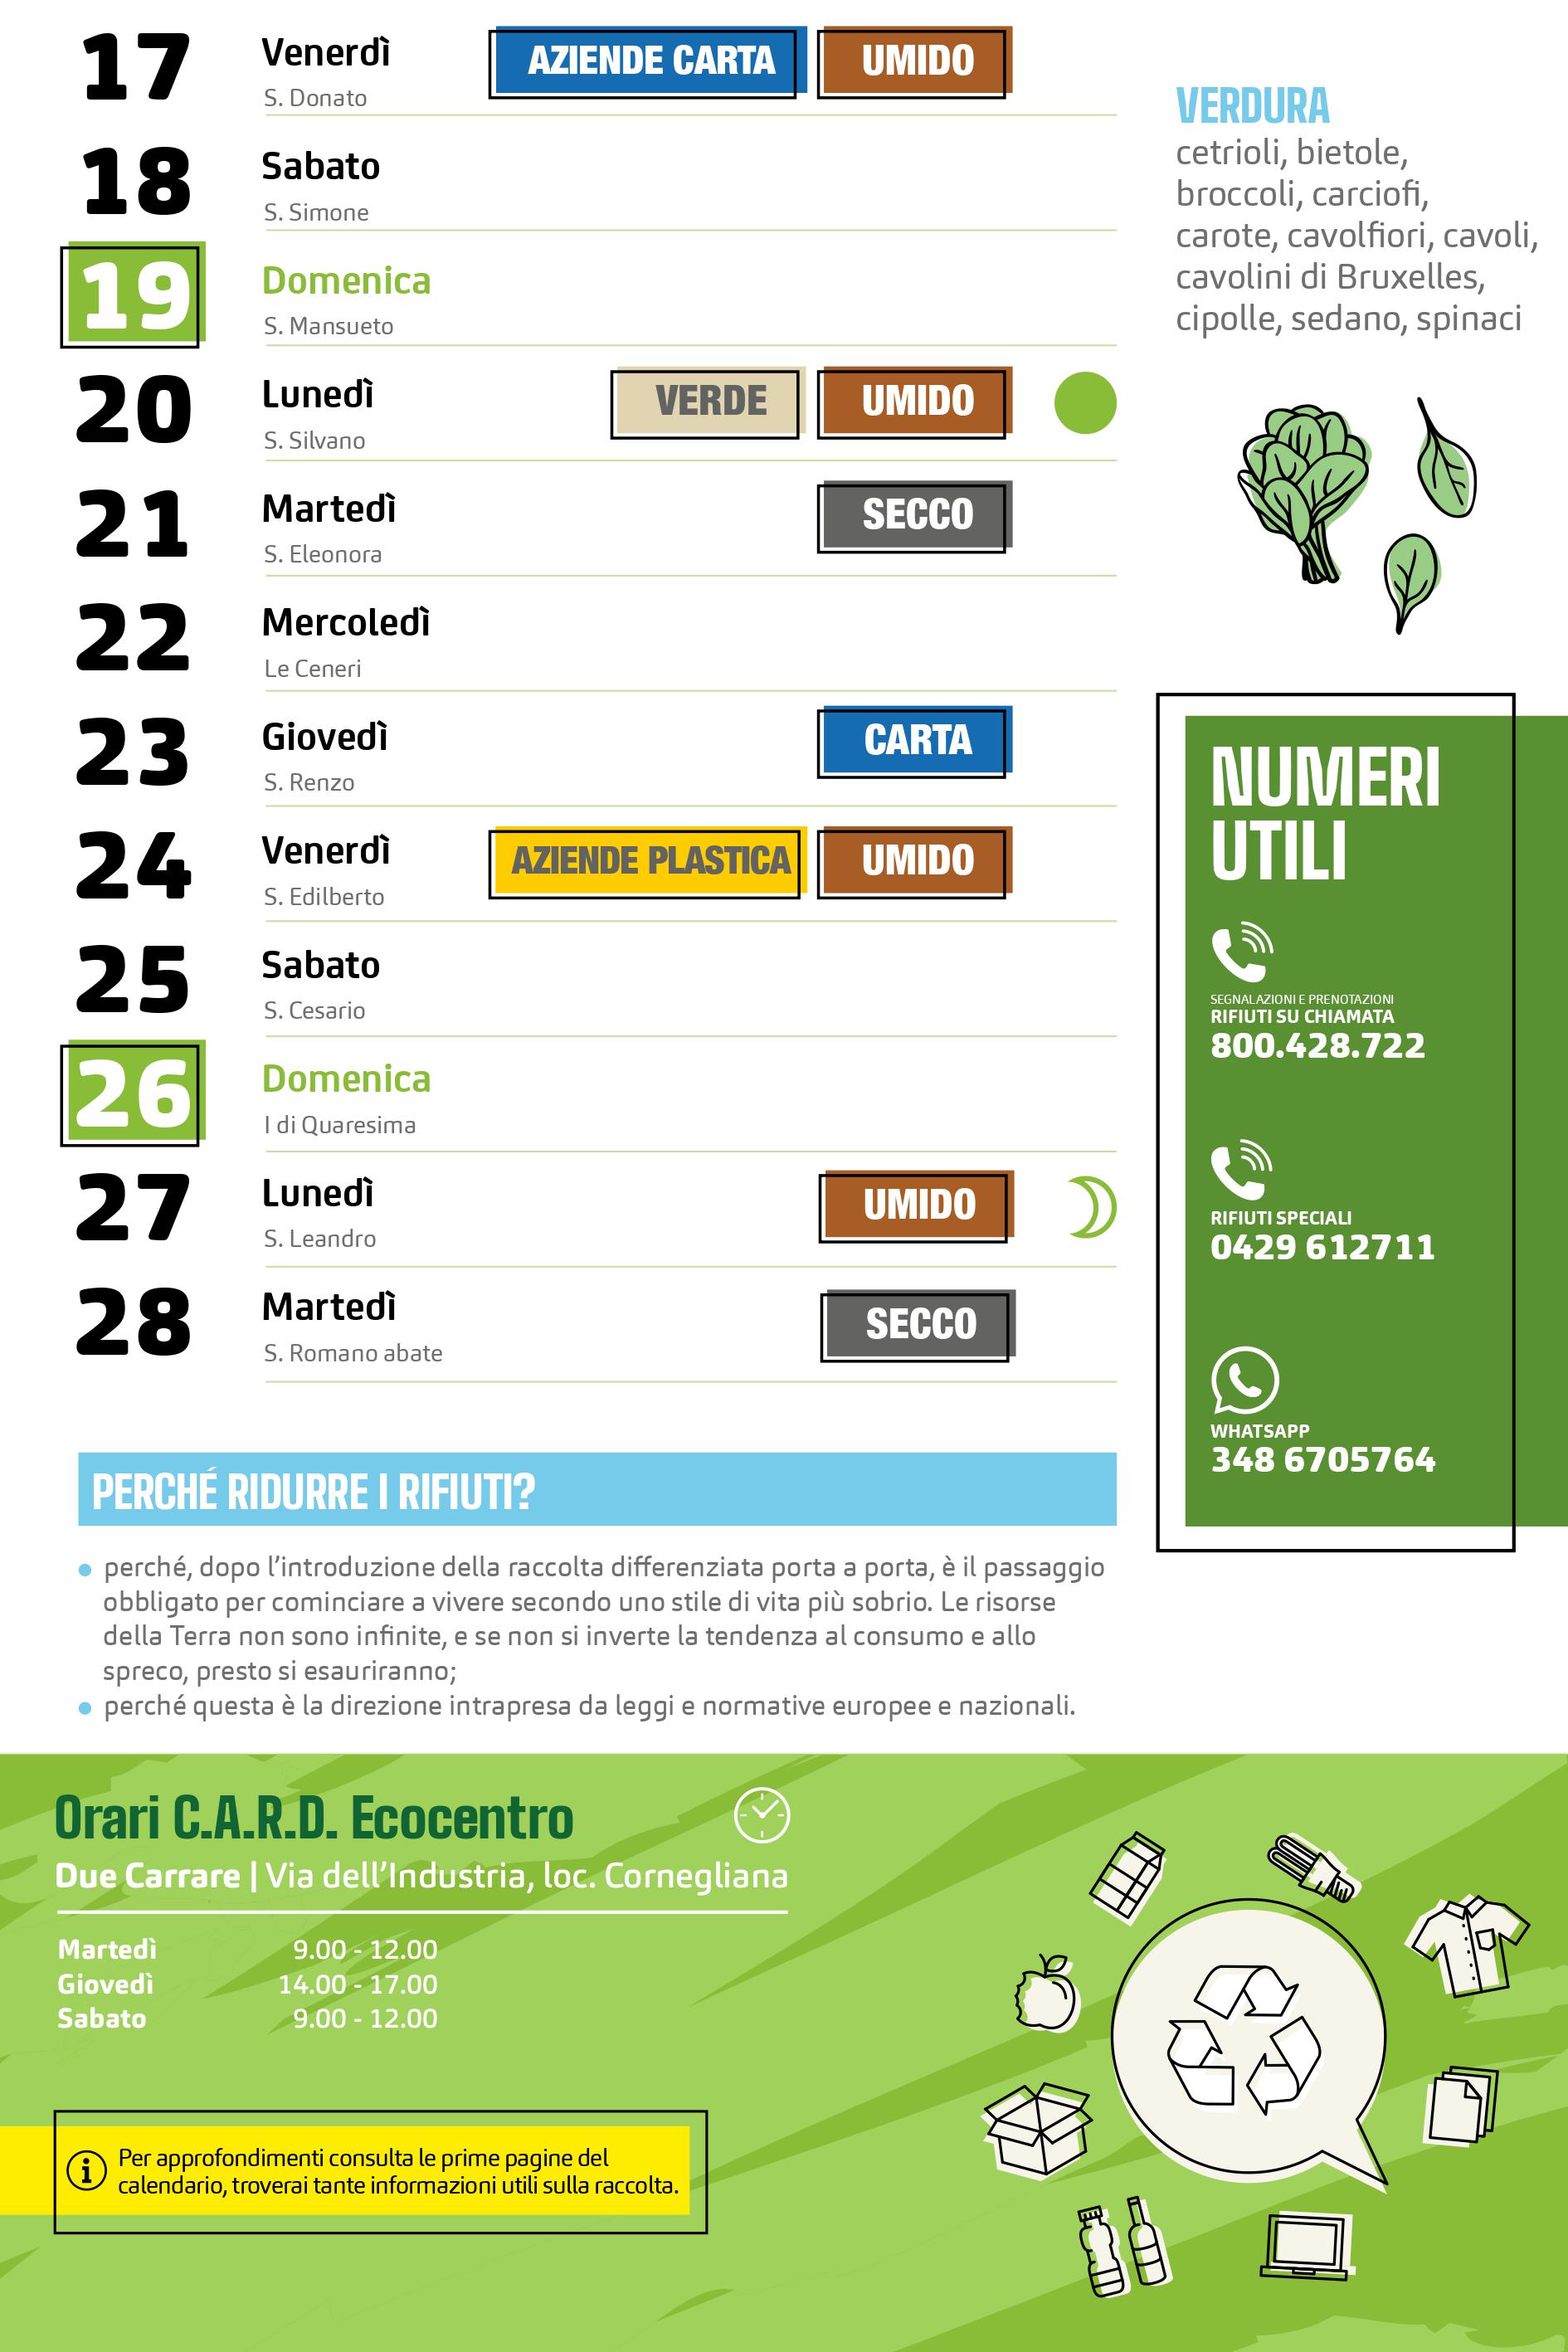 17
Venerdì
AZIENDE CARTA
UMIDO
S. Donato
18
Sabato
S. Simone
19
Domenica
S. Mansueto
20
Lunedì
VERDE
UMIDO
S. Silvano
21
Martedì
SECCO
S. Eleonora
22
Mercoledì
Le Ceneri
23
Giovedì
CARTA
S. Renzo
24
Venerdì
AZIENDE PLASTICA
UMIDO
S. Edilberto
25
Sabato
S. Cesario
26
Domenica
I di Quaresima
27
Lunedì
UMIDO
S. Leandro
28
Martedì
SECCO
S. Romano abate
VERDURA
cetrioli, bietole,
broccoli, carciofi,
carote, cavolfiori, cavoli,
cavolini di Bruxelles,
cipolle, sedano, spinaci
NUMERI
UTILI
SEGNALAZIONI E PRENOTAZIONI
RIFIUTI SU CHIAMATA
800.428.722
RIFIUTI SPECIALI
0429 612711
WHATSAPP
348 6705764
PERCHÉ RIDURRE I RIFIUTI?
perché, dopo l'introduzione della raccolta differenziata porta a porta, è il passaggio
obbligato per cominciare a vivere secondo uno stile di vita più sobrio. Le risorse
della Terra non sono infinite, e se non si inverte la tendenza al consumo e allo
spreco, presto si esauriranno;
perché questa è la direzione intrapresa da leggi e normative europee e nazionali.
Orari C.A.R.D. Ecocentro
Due Carrare | Via dell'Industria, loc. Cornegliana
Martedì 9.00 - 12.00
Giovedì 14.00 - 17.00
Sabato 9.00 - 12.00
Per approfondimenti consulta le prime pagine del
calendario, troverai tante informazioni utili sulla raccolta.